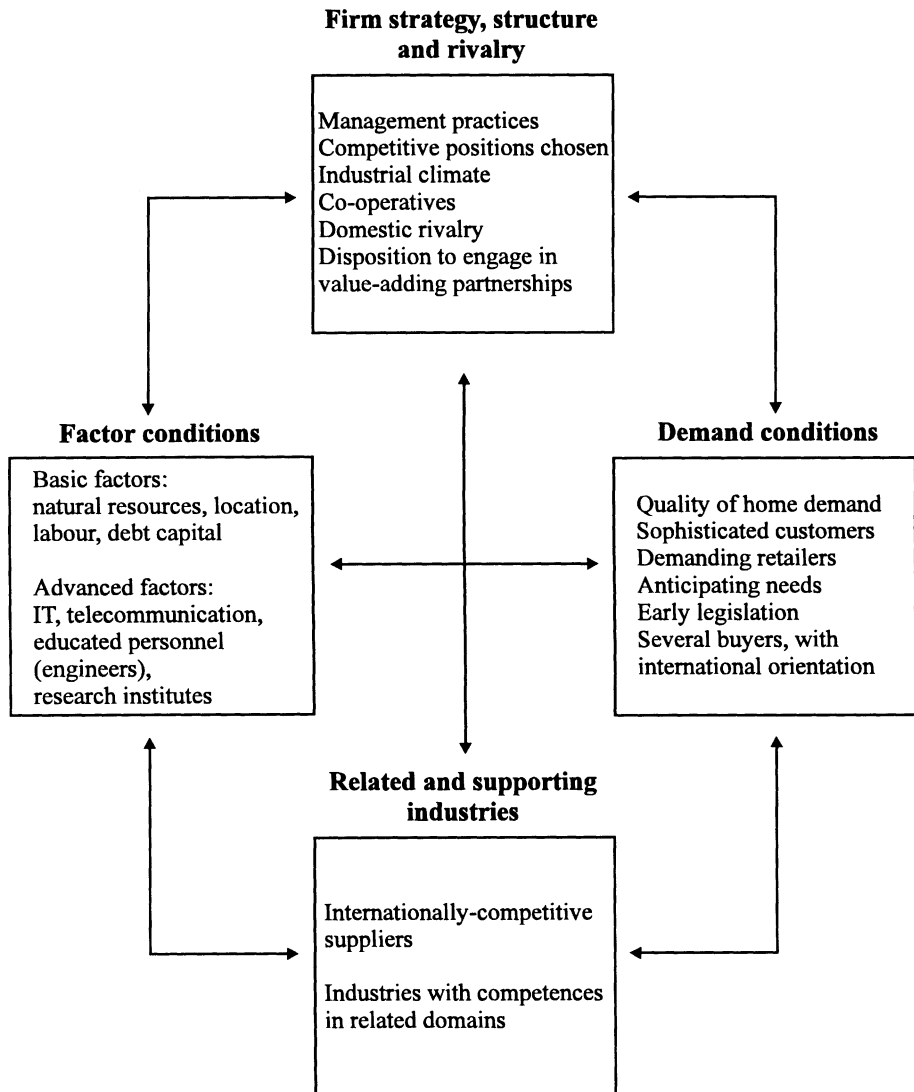 Firm strategy, structure
and rivalry
Management practices
Competitive positions chosen
Industrial climate
Co-operatives
Domestic rivalry
Disposition to engage in
value-adding partnerships
Factor conditions
Basic factors:
natural resources, location,
labour, debt capital
Advanced factors:
IT, telecommunication,
educated personnel
(engineers),
research institutes
Demand conditions
Quality of home demand
Sophisticated customers
Demanding retailers
Anticipating needs
Early legislation
Several buyers, with
international orientation
Related and supporting
industries
Internationally-competitive
suppliers
Industries with competences
in related domains